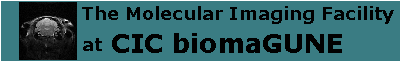 The Molecular Imaging Facility
at CIC biomaGUNE